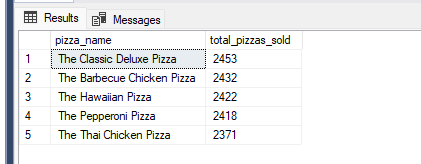 Results Messages
pizza_name total_pizzas_sold
1 The Classic Deluxe Pizza 2453
2 The Barbecue Chicken Pizza 2432
3 The Hawaiian Pizza 2422
4 The Pepperoni Pizza 2418
5 The Thai Chicken Pizza 2371